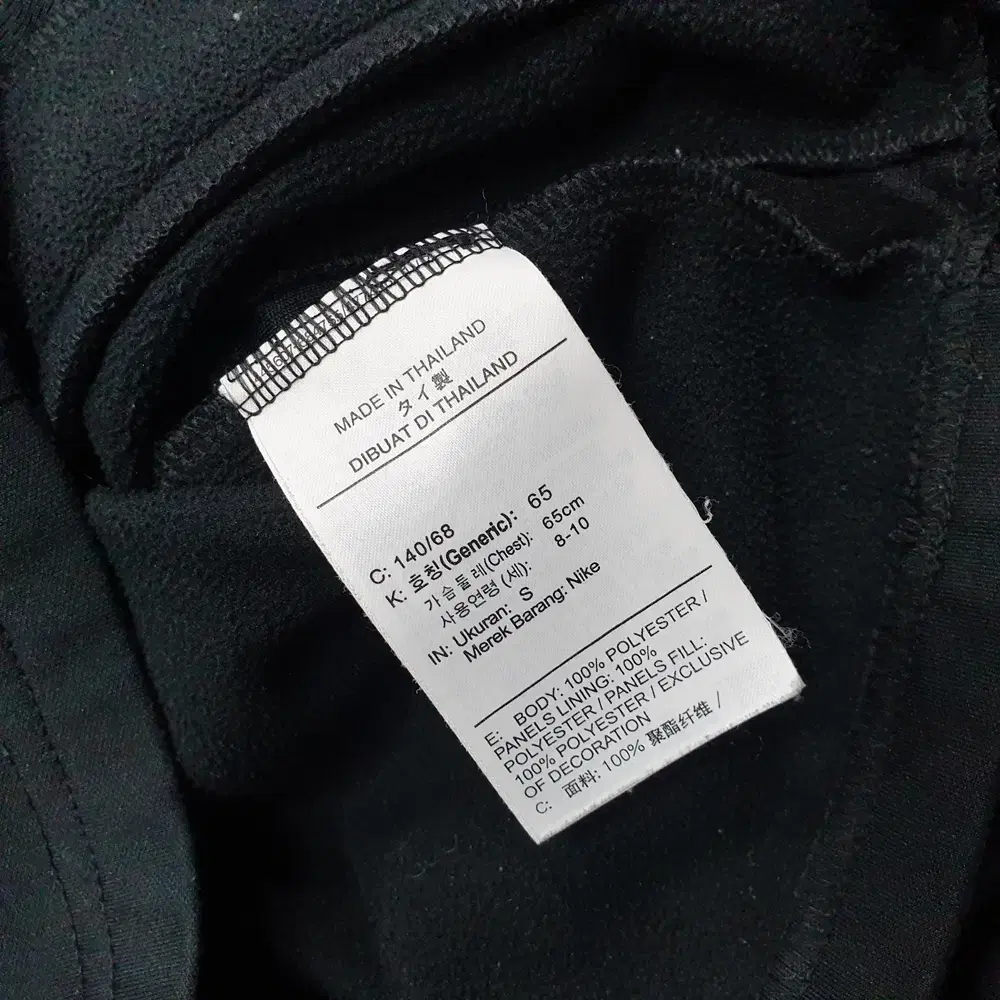 MADE IN THAILAND
タイ製
DIBUAT DI THAILAND
C: 140/68
K: 호칭(Generic): 65
가슴둘레(Chest): 65cm
사용연령 (세): 8-10
IN: Ukuran: S
Merek Barang: Nike
E: BODY: 100% POLYESTER /
PANELS LINING: 100%
POLYESTER / PANELS FILL:
100% POLYESTER / EXCLUSIVE
OF DECORATION
C: 面料: 100% 聚酯纤维 /